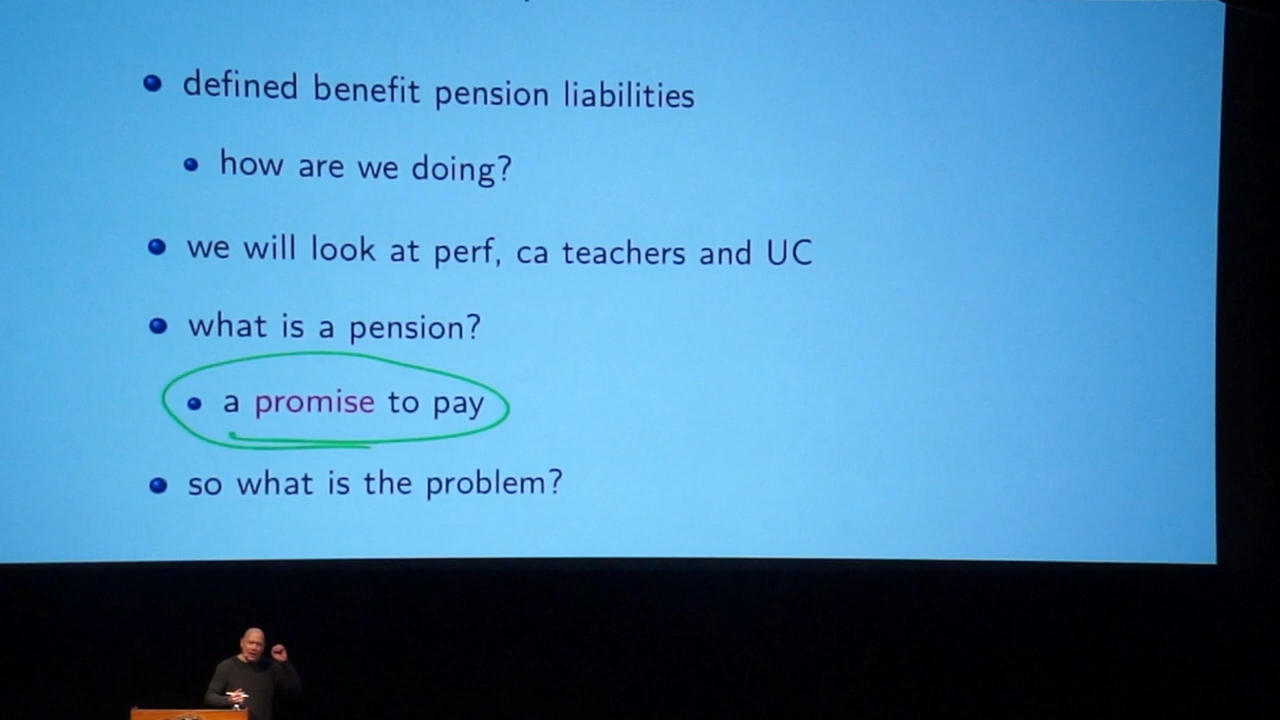 defined benefit pension liabilities
how are we doing?
we will look at perf, ca teachers and UC
what is a pension?
a promise to pay
so what is the problem?